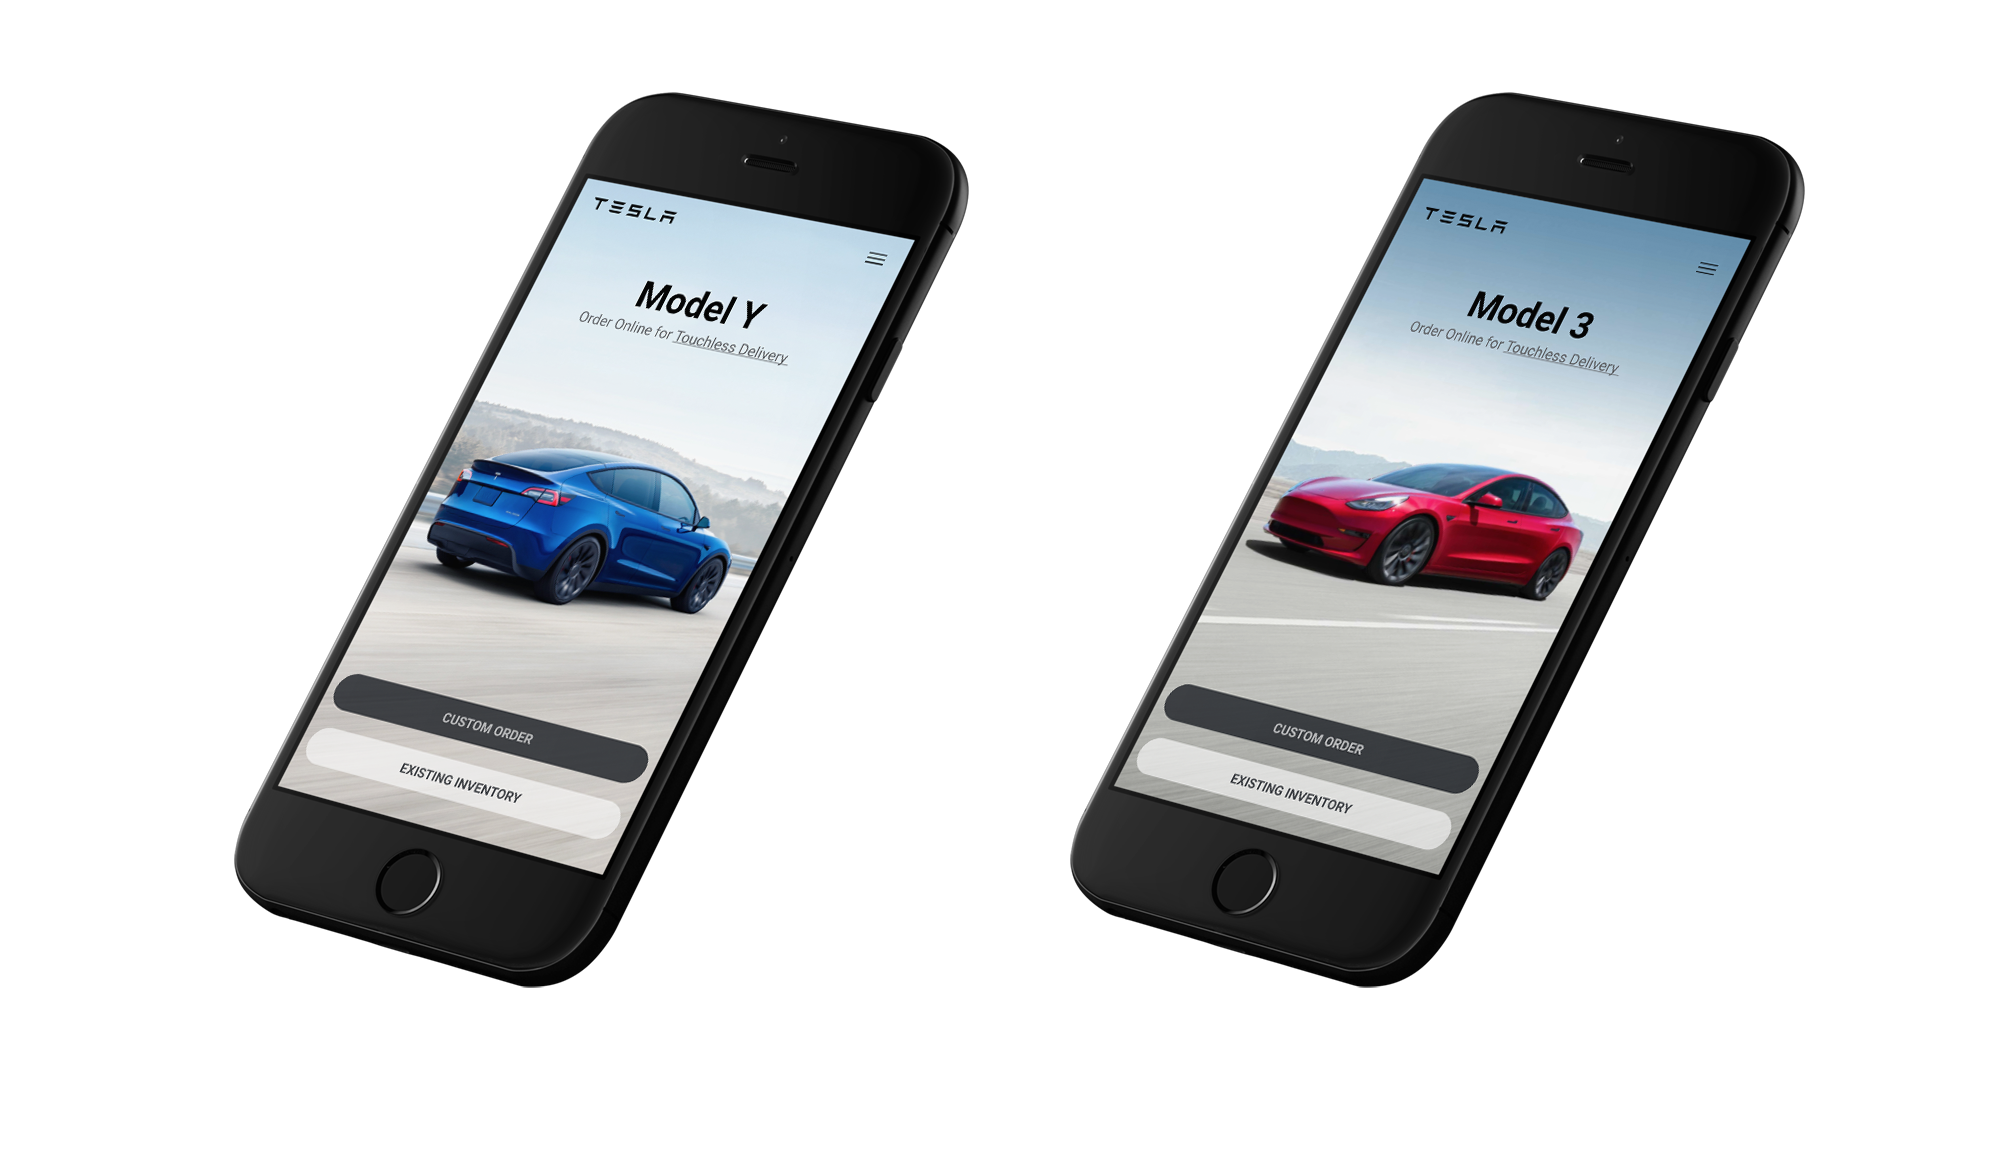 TESLA
Model Y
Order Online for Touchless Delivery
CUSTOM ORDER
EXISTING INVENTORY
TESLA
Model 3
Order Online for Touchless Delivery
CUSTOM ORDER
EXISTING INVENTORY